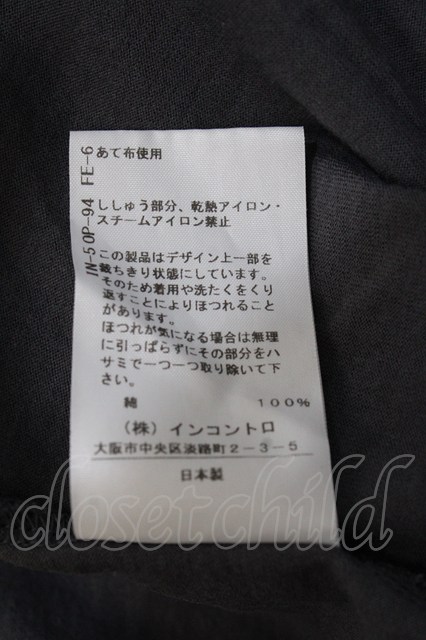 IN-50P-94 FE-6
あて布使用
ししゅう部分、乾熱アイロン・
スチームアイロン禁止
この製品はデザイン上一部を
裁ちきり状態にしています。
そのため着用や洗たくをくり
返すことによりほつれること
があります。
ほつれが気になる場合は無理
に引っぱらずにその部分をハ
サミで一つ一つ取り除いて下
さい。
綿 100%
（株）インコントロ
大阪市中央区淡路町2-3-5
日本製
closetchild